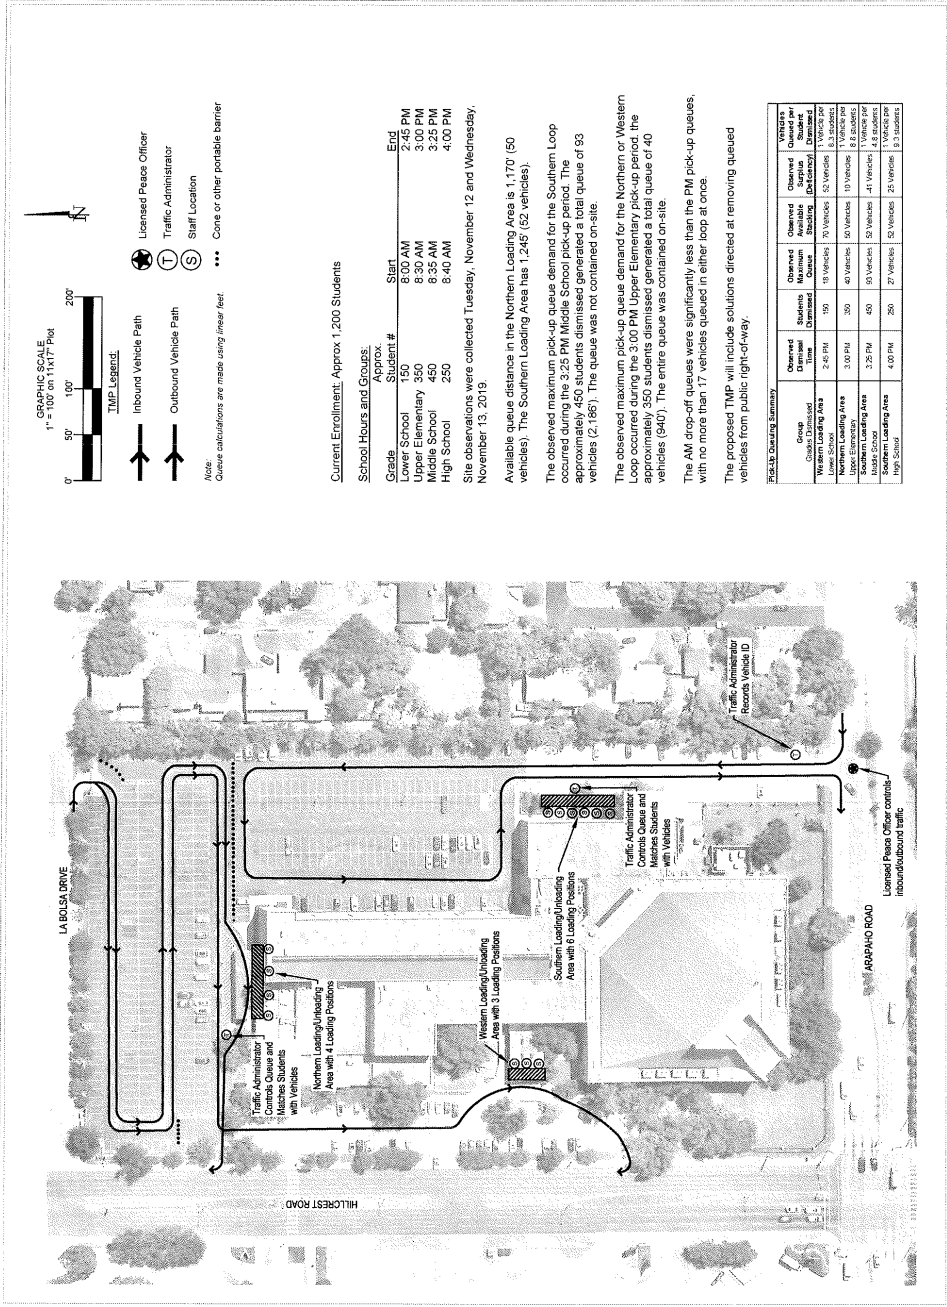 GRAPHIC SCALE
1" = 100' on 11x17" Plot
0' 50' 100' 200'
N
TMP Legend:
Inbound Vehicle Path
Outbound Vehicle Path
Licensed Peace Officer
T Traffic Administrator
S Staff Location
Cone or other portable barrier
Note:
Queue calculations are made using linear feet.
Current Enrollment: Approx 1,200 Students
School Hours and Groups:
Approx.
Grade Student # Start End
Lower School 150 8:00 AM 2:45 PM
Upper Elementary 350 8:30 AM 3:00 PM
Middle School 450 8:35 AM 3:25 PM
High School 250 8:40 AM 4:00 PM
Site observations were collected Tuesday, November 12 and Wednesday,
November 13, 2019.
Available queue distance in the Northern Loading Area is 1,170' (50
vehicles). The Southern Loading Area has 1,245' (52 vehicles).
The observed maximum pick-up queue demand for the Southern Loop
occurred during the 3:25 PM Middle School pick-up period. The
approximately 450 students dismissed generated a total queue of 93
vehicles (2,186'). The queue was not contained on-site.
The observed maximum pick-up queue demand for the Northern or Western
Loop occurred during the 3:00 PM Upper Elementary pick-up period. the
approximately 350 students dismissed generated a total queue of 40
vehicles (940'). The entire queue was contained on-site.
The AM drop-off queues were significantly less than the PM pick-up queues,
with no more than 17 vehicles queued in either loop at once.
The proposed TMP will include solutions directed at removing queued
vehicles from public right-of-way.
Pick-Up Queuing Summary
Group
Grades Dismissed
Observed
Dismissal
Time
Students
Dismissed
Observed
Maximum
Queue
Observed
Available
Stacking
Observed
Surplus
(Deficiency)
Vehicles
Queued per
Student
Dismissed
Western Loading Area
Lower School
2:45 PM 150 18 Vehicles 70 Vehicles 52 Vehicles 1 Vehicle per
8.3 students
Northern Loading Area
Upper Elementary
3:00 PM 350 40 Vehicles 50 Vehicles 10 Vehicles 1 Vehicle per
8.8 students
Southern Loading Area
Middle School
3:25 PM 450 93 Vehicles 52 Vehicles -41 Vehicles 1 Vehicle per
4.8 students
Southern Loading Area
High School
4:00 PM 250 27 Vehicles 52 Vehicles 25 Vehicles 1 Vehicle per
9.3 students
LA BOLSA DRIVE
HILLCREST ROAD
ARAPAHO ROAD
Traffic Administrator
Controls Queue and
Matches Students
with Vehicles
Northern Loading/Unloading
Area with 4 Loading Positions
Western Loading/Unloading
Area with 3 Loading Positions
Southern Loading/Unloading
Area with 6 Loading Positions
Traffic Administrator
Controls Queue and
Matches Students
with Vehicles
Traffic Administrator
Records Vehicle ID
Licensed Peace Officer controls
inbound/outbound traffic